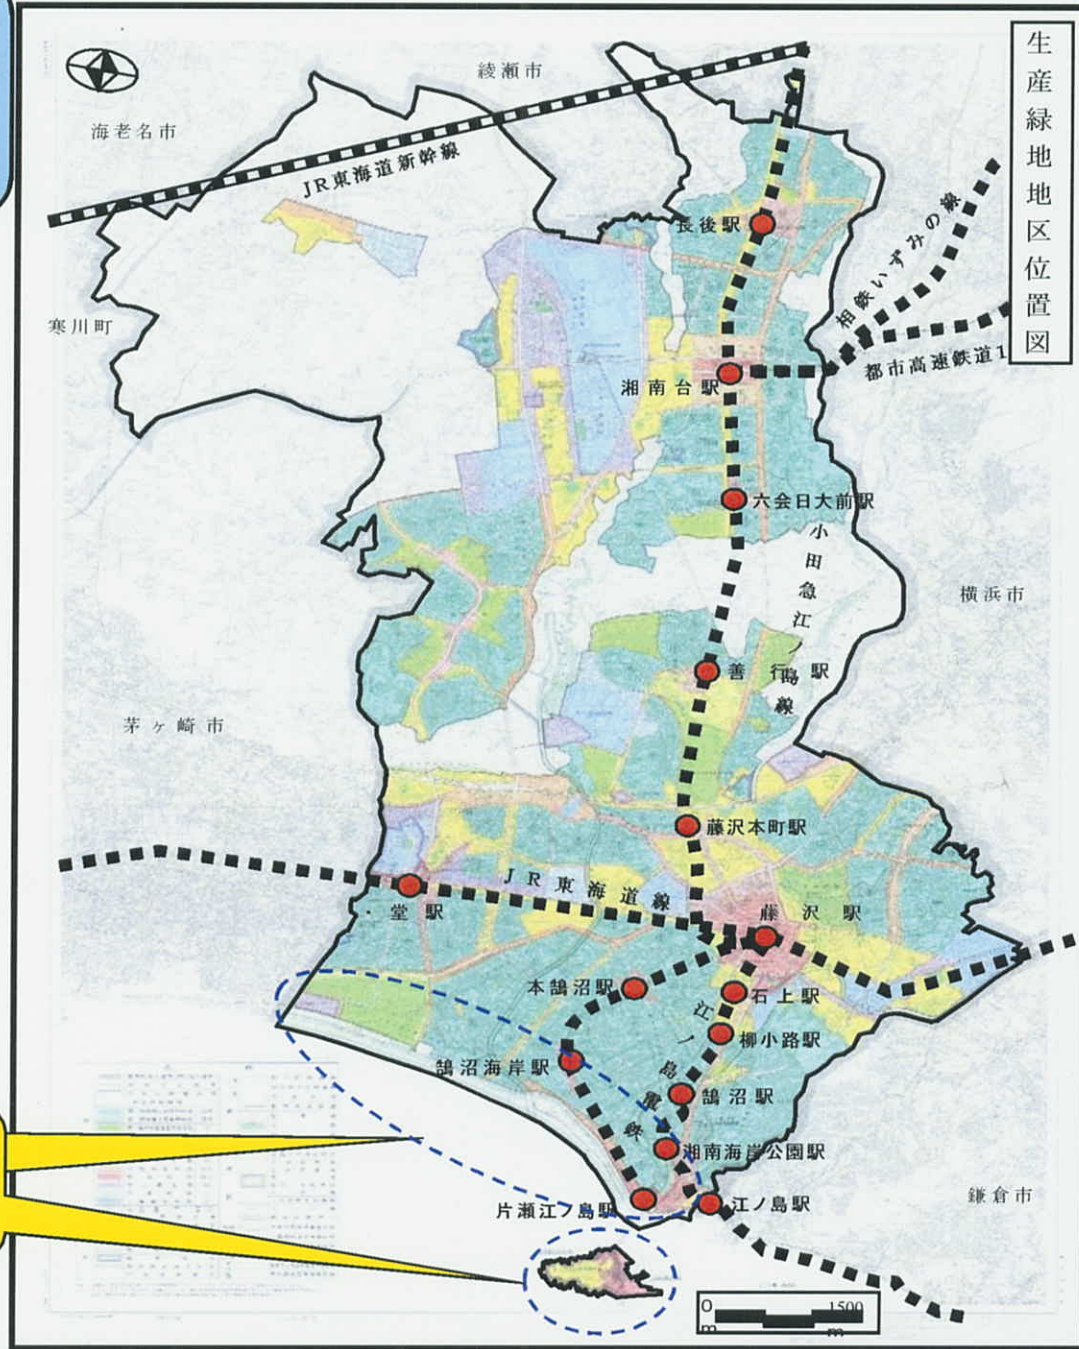 生産緑地地区位置図
綾瀬市
海老名市
JR東海道新幹線
長後駅
相鉄いずみの線
寒川町
都市高速鉄道1
湘南台駅
六会日大前駅
小田急江ノ島線
横浜市
善行駅
茅ヶ崎市
藤沢本町駅
JR東海道線
堂駅
藤沢駅
本鵠沼駅
石上駅
江ノ島電鉄
柳小路駅
鵠沼海岸駅
鵠沼駅
湘南海岸公園駅
鎌倉市
片瀬江ノ島駅
江ノ島駅
0m
1500m